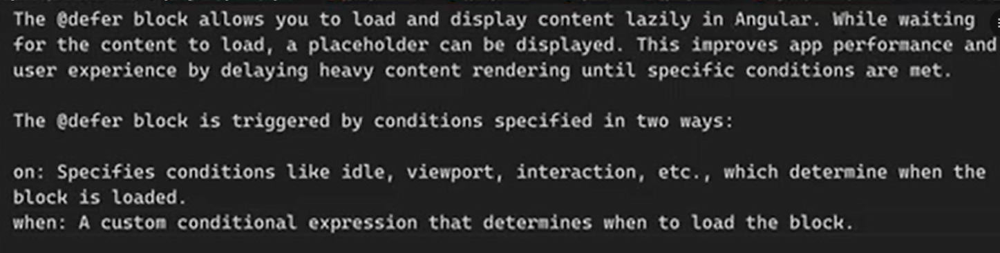 The @defer block allows you to load and display content lazily in Angular. While waiting
for the content to load, a placeholder can be displayed. This improves app performance and
user experience by delaying heavy content rendering until specific conditions are met.
The @defer block is triggered by conditions specified in two ways:
on: Specifies conditions like idle, viewport, interaction, etc., which determine when the
block is loaded.
when: A custom conditional expression that determines when to load the block.